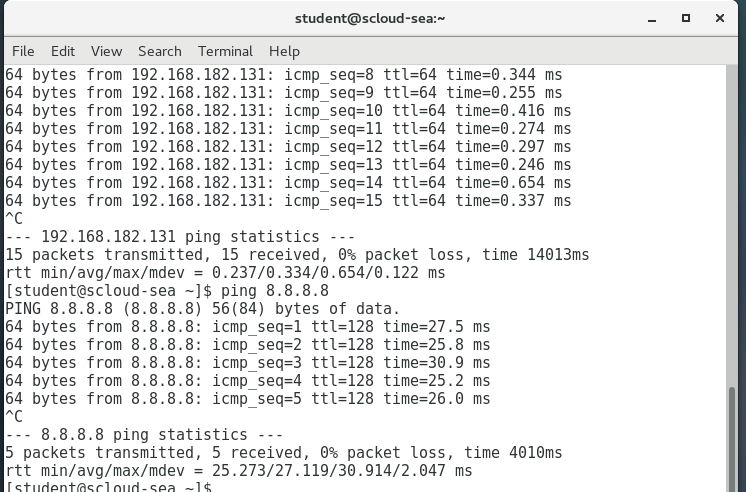 student@scloud-sea:~
File Edit View Search Terminal Help
64 bytes from 192.168.182.131: icmp_seq=8 ttl=64 time=0.344 ms
64 bytes from 192.168.182.131: icmp_seq=9 ttl=64 time=0.255 ms
64 bytes from 192.168.182.131: icmp_seq=10 ttl=64 time=0.416 ms
64 bytes from 192.168.182.131: icmp_seq=11 ttl=64 time=0.274 ms
64 bytes from 192.168.182.131: icmp_seq=12 ttl=64 time=0.297 ms
64 bytes from 192.168.182.131: icmp_seq=13 ttl=64 time=0.246 ms
64 bytes from 192.168.182.131: icmp_seq=14 ttl=64 time=0.654 ms
64 bytes from 192.168.182.131: icmp_seq=15 ttl=64 time=0.337 ms
^C
--- 192.168.182.131 ping statistics ---
15 packets transmitted, 15 received, 0% packet loss, time 14013ms
rtt min/avg/max/mdev = 0.237/0.334/0.654/0.122 ms
[student@scloud-sea ~]$ ping 8.8.8.8
PING 8.8.8.8 (8.8.8.8) 56(84) bytes of data.
64 bytes from 8.8.8.8: icmp_seq=1 ttl=128 time=27.5 ms
64 bytes from 8.8.8.8: icmp_seq=2 ttl=128 time=25.8 ms
64 bytes from 8.8.8.8: icmp_seq=3 ttl=128 time=30.9 ms
64 bytes from 8.8.8.8: icmp_seq=4 ttl=128 time=25.2 ms
64 bytes from 8.8.8.8: icmp_seq=5 ttl=128 time=26.0 ms
^C
--- 8.8.8.8 ping statistics ---
5 packets transmitted, 5 received, 0% packet loss, time 4010ms
rtt min/avg/max/mdev = 25.273/27.119/30.914/2.047 ms
[student@scloud-sea ~]$